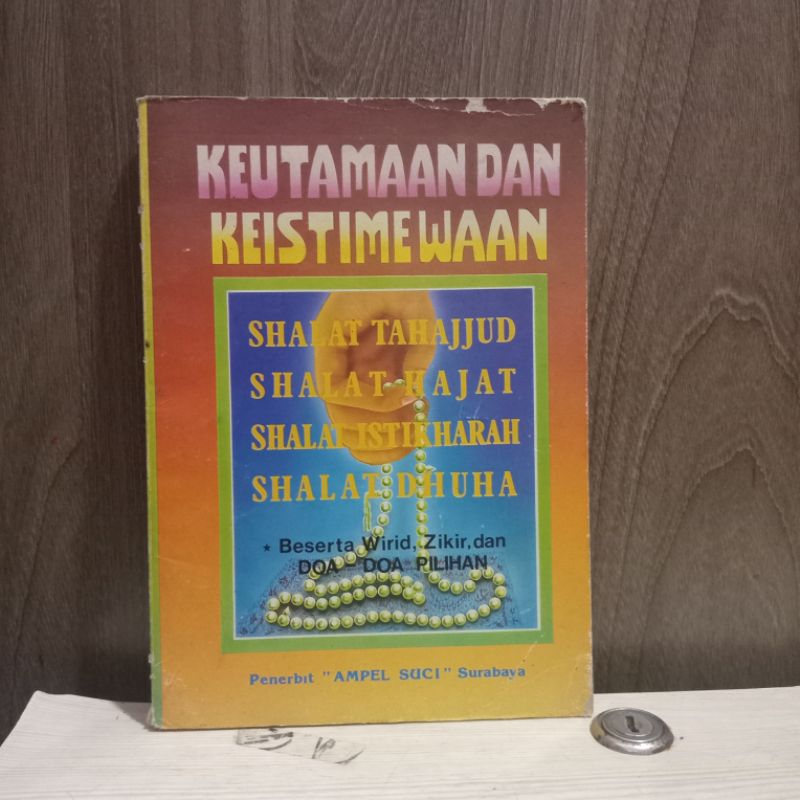 KEUTAMAAN DAN
KEISTIMEWAAN
SHALAT TAHAJJUD
SHALAT HAJAT
SHALAT ISTIKHARAH
SHALAT DHUHA
* Beserta Wirid, Zikir, dan
DOA - DOA PILIHAN
Penerbit "AMPEL SUCI" Surabaya